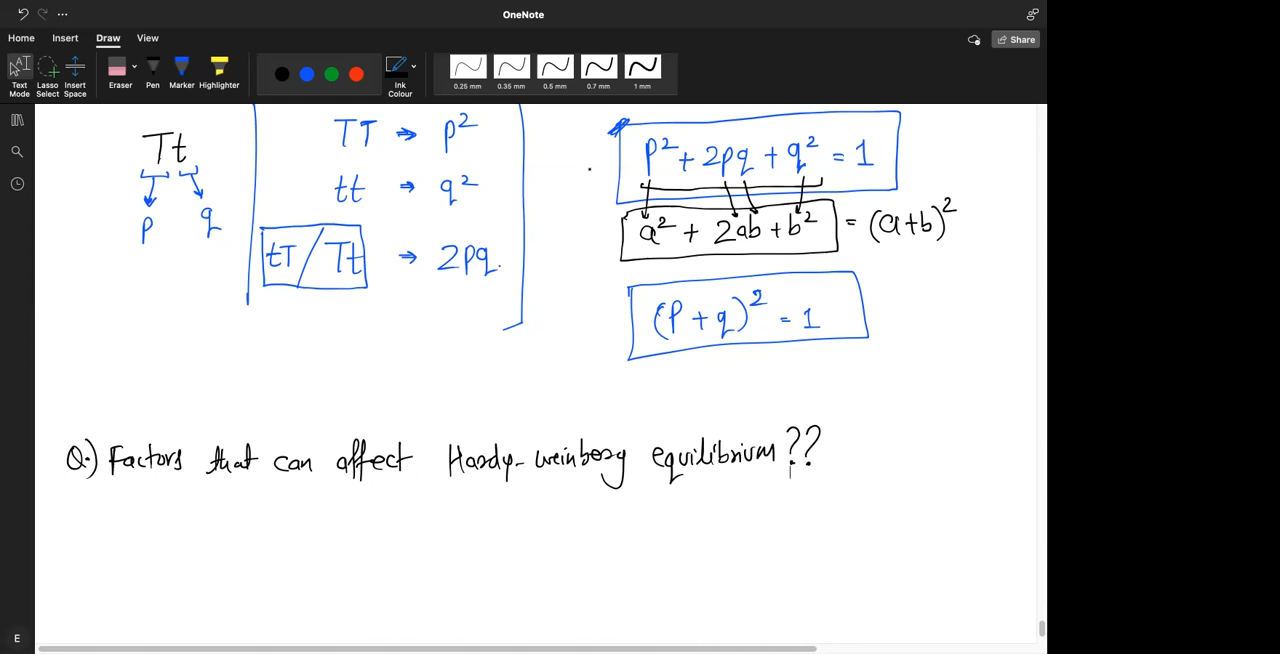 OneNote
Home Insert Draw View
Share
Text Mode
Lasso Select
Insert Space
Eraser
Pen
Marker
Highlighter
Ink Colour
0.25 mm
0.35 mm
0.5 mm
0.7 mm
1 mm
Tt
p q
TT ⇒ p²
tt ⇒ q²
tT / Tt ⇒ 2pq.
p² + 2pq + q² = 1
a² + 2ab + b² = (a+b)²
(p + q)² = 1
Q.) Factors that can affect Hardy-weinberg equilibrium??
E